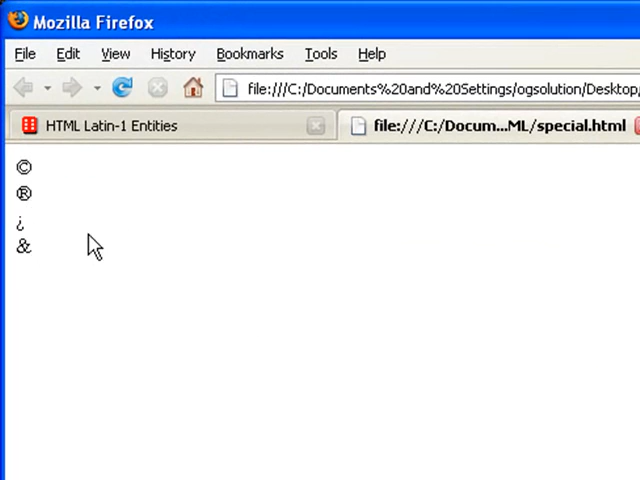 Mozilla Firefox
File Edit View History Bookmarks Tools Help
file:///C:/Documents%20and%20Settings/ogsolution/Desktop/
HTML Latin-1 Entities file:///C:/Docum...ML/special.html
©
®
¿
&